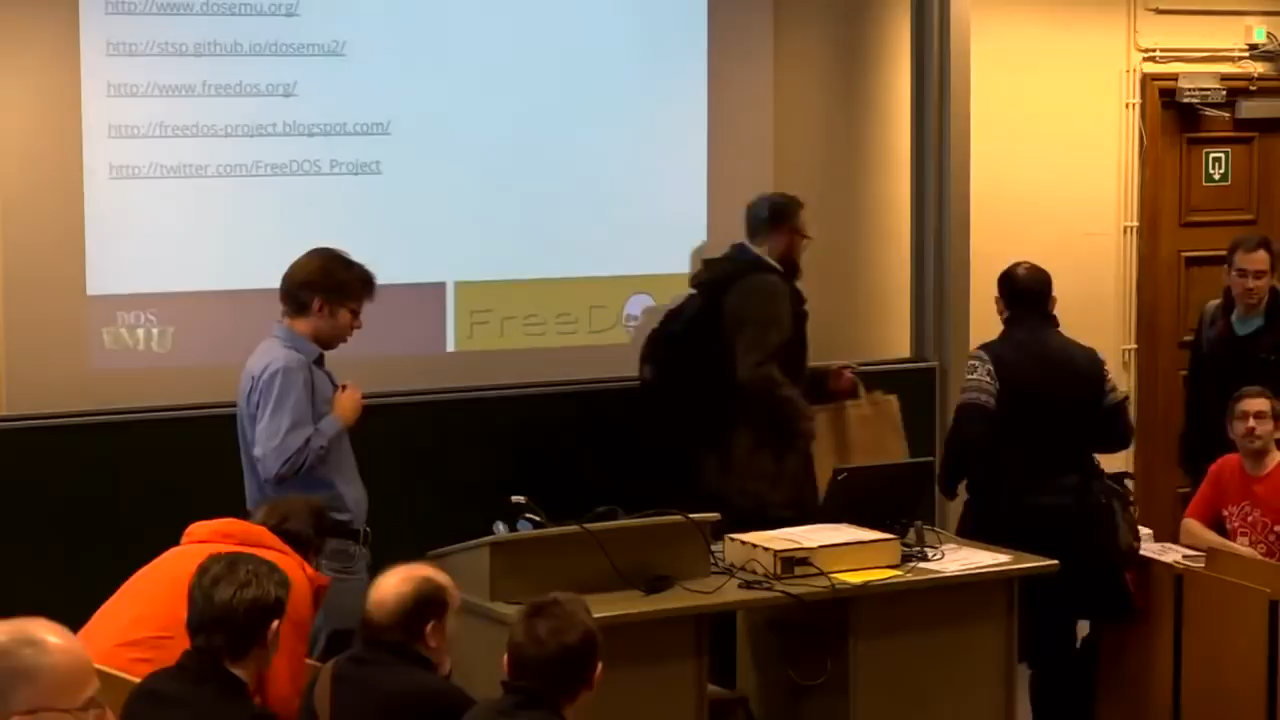 http://www.dosemu.org/
http://stsp.github.io/dosemu2/
http://www.freedos.org/
http://freedos-project.blogspot.com/
http://twitter.com/FreeDOS_Project
DOS
EMU
FreeD